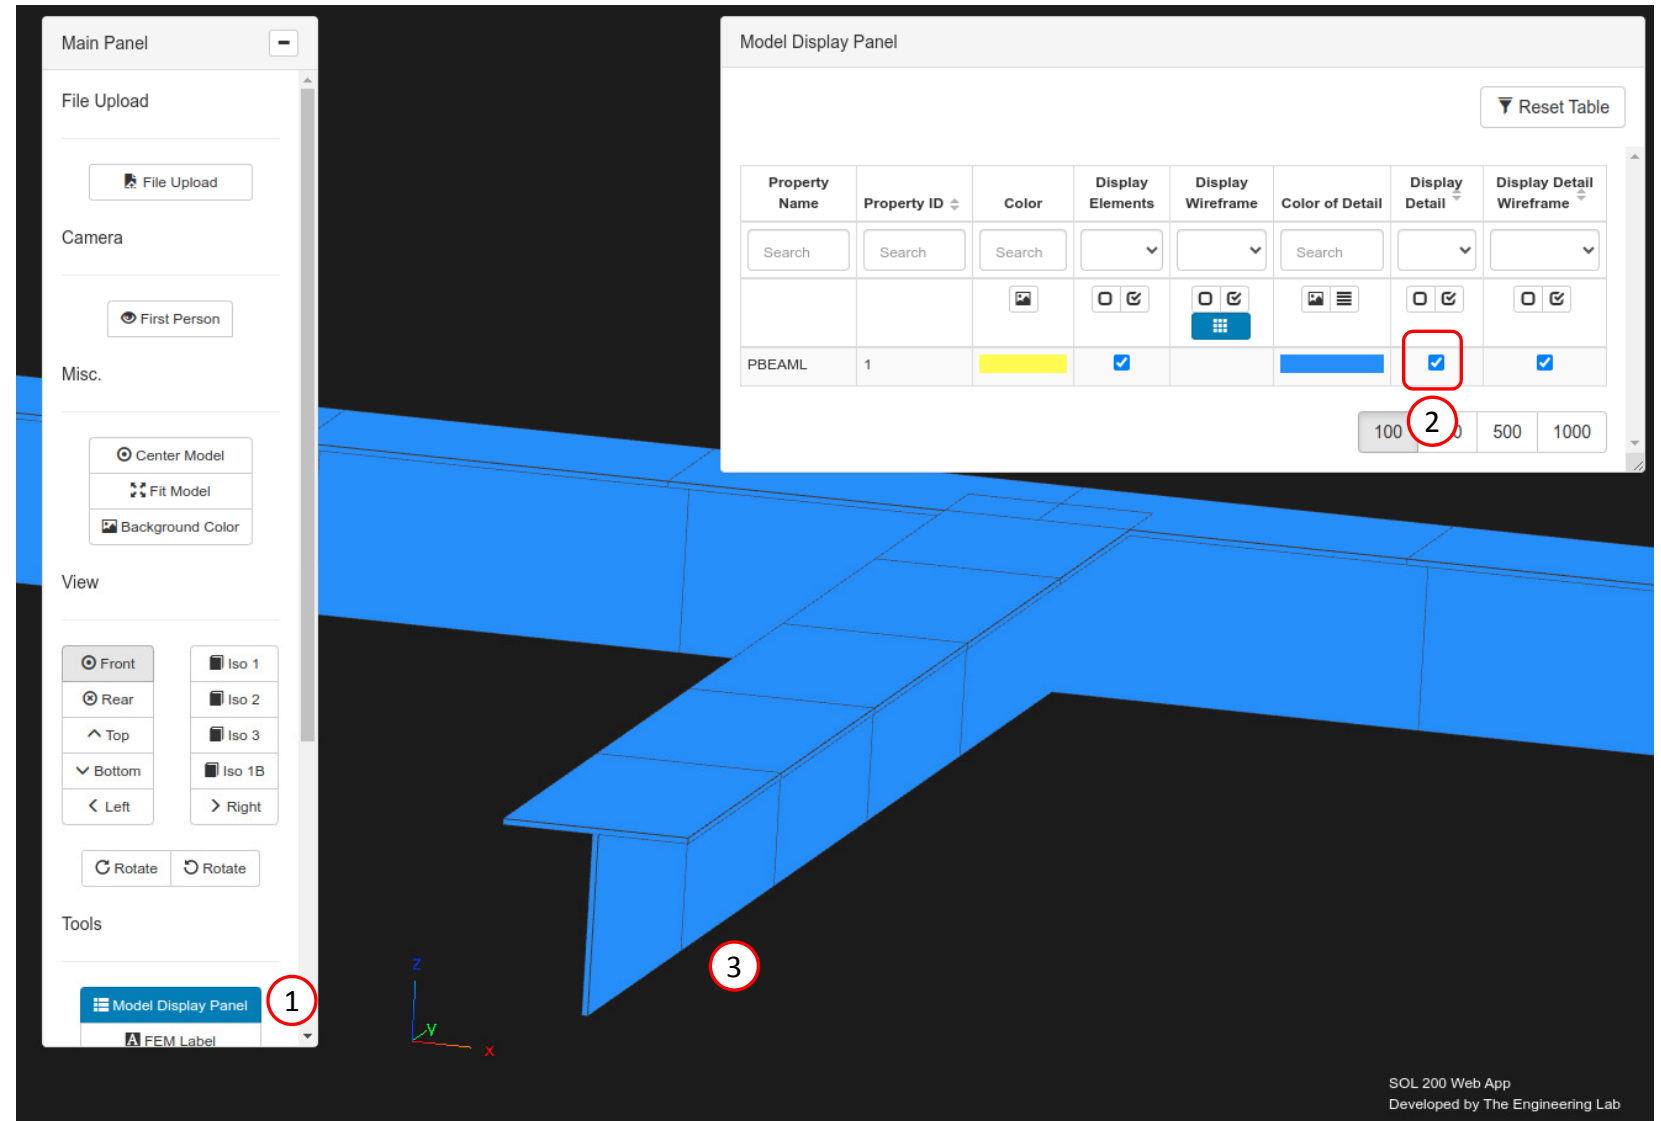 Main Panel
File Upload
File Upload
Camera
First Person
Misc.
Center Model
Fit Model
Background Color
View
Front
Iso 1
Rear
Iso 2
Top
Iso 3
Bottom
Iso 1B
Left
Right
Rotate
Rotate
Tools
Model Display Panel
1
FEM Label
Model Display Panel
Reset Table
Property Name
Property ID
Color
Display Elements
Display Wireframe
Color of Detail
Display Detail
Display Detail Wireframe
Search
Search
Search
Search
PBEAML
1
2
100
500
1000
3
Z
Y
X
SOL 200 Web App
Developed by The Engineering Lab